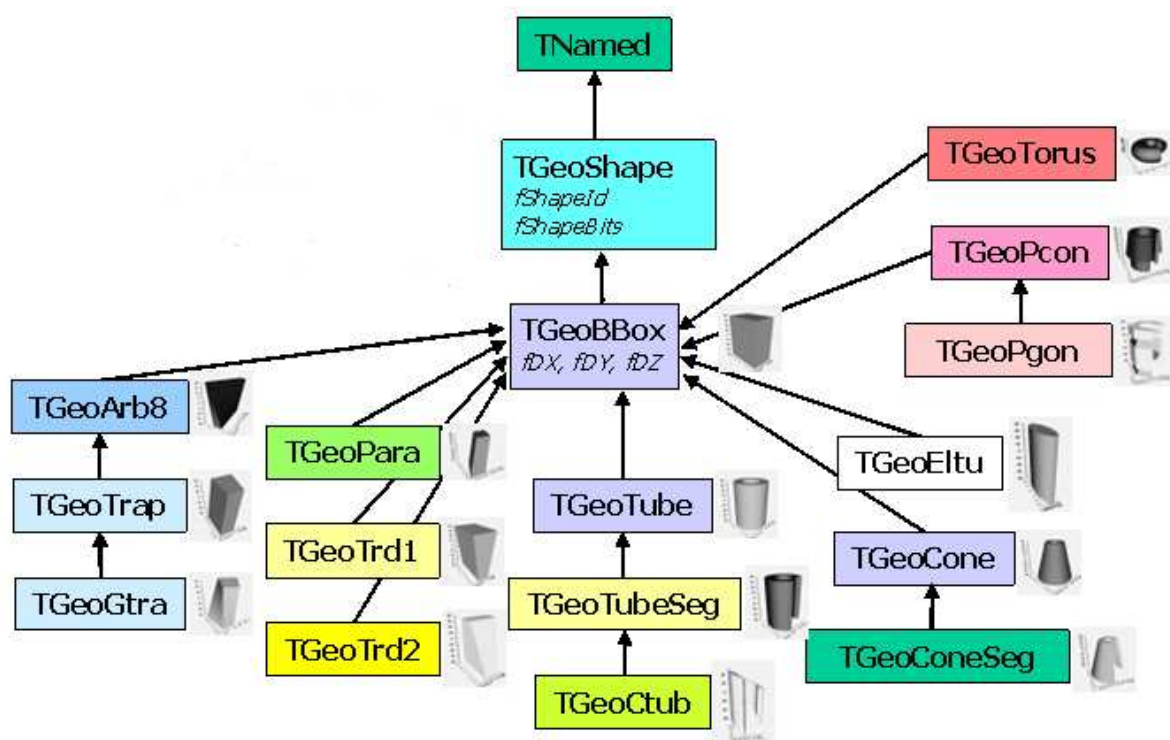 TNamed
TGeoShape
fShapeId
fShapeBits
TGeoTorus
TGeoPcon
TGeoBBox
fDX, fDY, fDZ
TGeoPgon
TGeoArb8
TGeoPara
TGeoEltu
TGeoTrap
TGeoTube
TGeoTrd1
TGeoCone
TGeoGtra
TGeoTubeSeg
TGeoTrd2
TGeoConeSeg
TGeoCtub